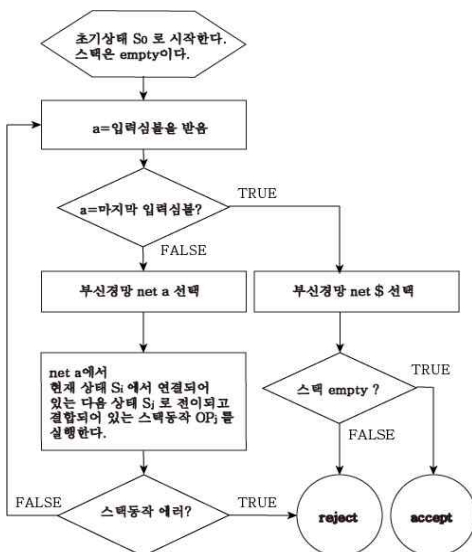 초기상태 So 로 시작한다.
스택은 empty이다.
a=입력심볼을 받음
a=마지막 입력심볼?
TRUE
FALSE
부신경망 net a 선택
부신경망 net $ 선택
net a에서
현재 상태 Si 에서 연결되어
있는 다음 상태 Sj 로 전이되고
결합되어 있는 스택동작 OPj 를
실행한다.
스택 empty ?
TRUE
FALSE
스택동작 에러?
FALSE
TRUE
reject
accept